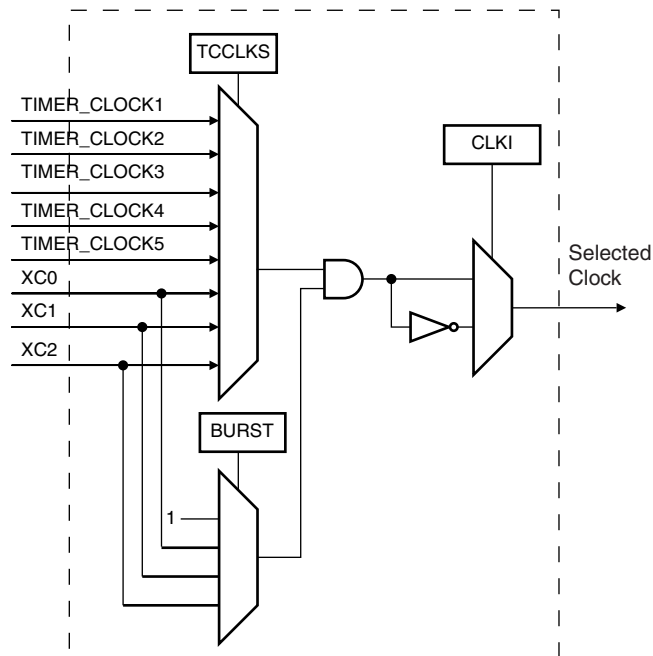 TCCLKS
TIMER_CLOCK1
TIMER_CLOCK2
CLKI
TIMER_CLOCK3
TIMER_CLOCK4
TIMER_CLOCK5
Selected
Clock
XC0
XC1
XC2
BURST
1